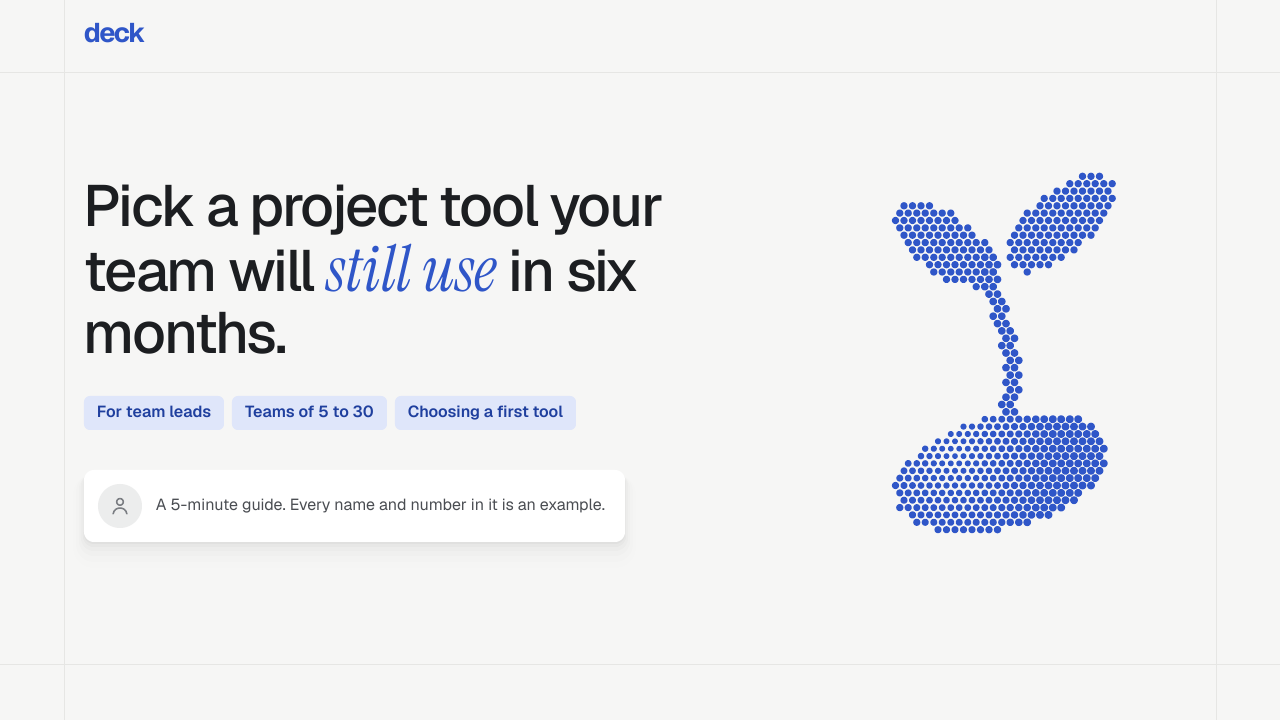 deck
Pick a project tool your
team will still use in six
months.
For team leads
Teams of 5 to 30
Choosing a first tool
A 5-minute guide. Every name and number in it is an example.